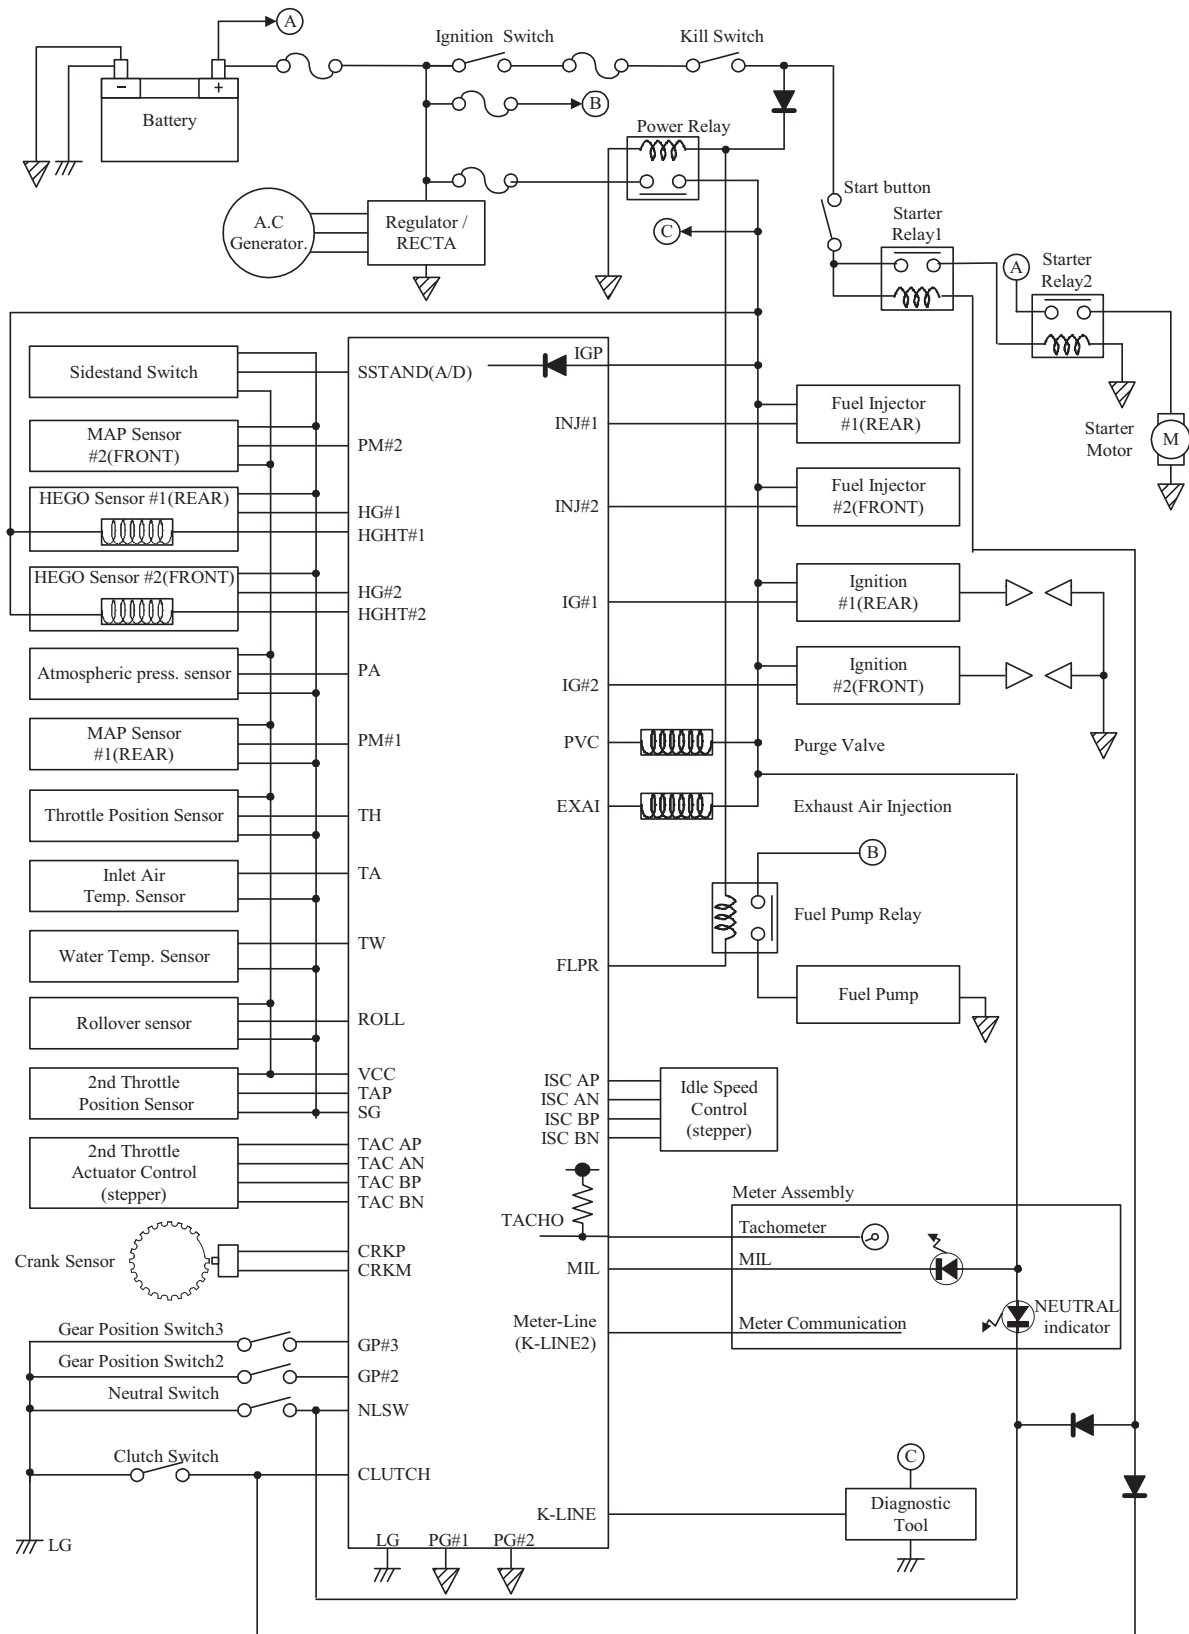 A
Ignition Switch
Kill Switch
−
+
Battery
B
Power Relay
A.C
Generator.
Regulator /
RECTA
C
Start button
Starter
Relay1
A
Starter
Relay2
Starter
Motor
M
Sidestand Switch
SSTAND(A/D)
IGP
MAP Sensor
#2(FRONT)
PM#2
INJ#1
Fuel Injector
#1(REAR)
HEGO Sensor #1(REAR)
HG#1
HGHT#1
INJ#2
Fuel Injector
#2(FRONT)
HEGO Sensor #2(FRONT)
HG#2
HGHT#2
IG#1
Ignition
#1(REAR)
Atmospheric press. sensor
PA
IG#2
Ignition
#2(FRONT)
MAP Sensor
#1(REAR)
PM#1
PVC
Purge Valve
Throttle Position Sensor
TH
EXAI
Exhaust Air Injection
Inlet Air
Temp. Sensor
TA
B
Fuel Pump Relay
Water Temp. Sensor
TW
FLPR
Fuel Pump
Rollover sensor
ROLL
2nd Throttle
Position Sensor
VCC
TAP
SG
ISC AP
ISC AN
ISC BP
ISC BN
Idle Speed
Control
(stepper)
2nd Throttle
Actuator Control
(stepper)
TAC AP
TAC AN
TAC BP
TAC BN
TACHO
Meter Assembly
Tachometer
Crank Sensor
CRKP
CRKM
MIL
MIL
NEUTRAL
indicator
Meter-Line
(K-LINE2)
Meter Communication
Gear Position Switch3
GP#3
Gear Position Switch2
GP#2
Neutral Switch
NLSW
Clutch Switch
CLUTCH
C
K-LINE
Diagnostic
Tool
LG
LG
PG#1
PG#2